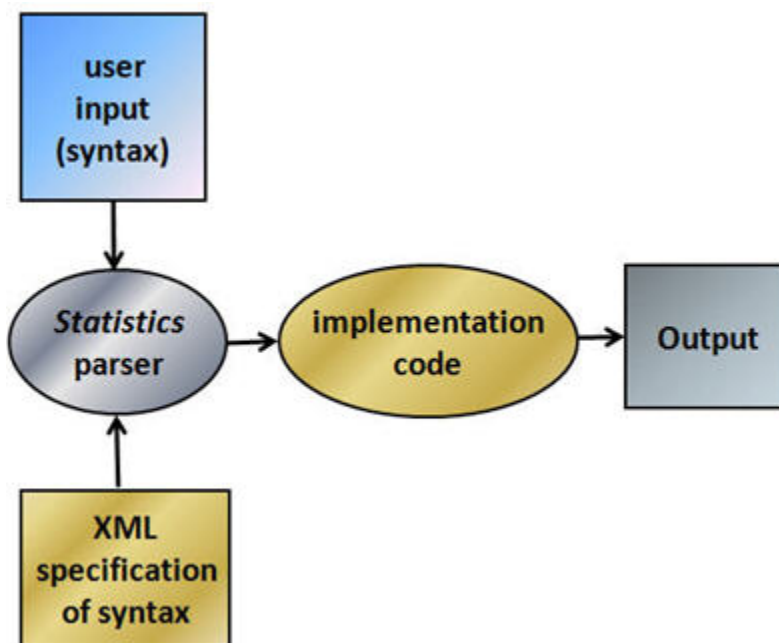 user
input
(syntax)
Statistics
parser
implementation
code
Output
XML
specification
of syntax